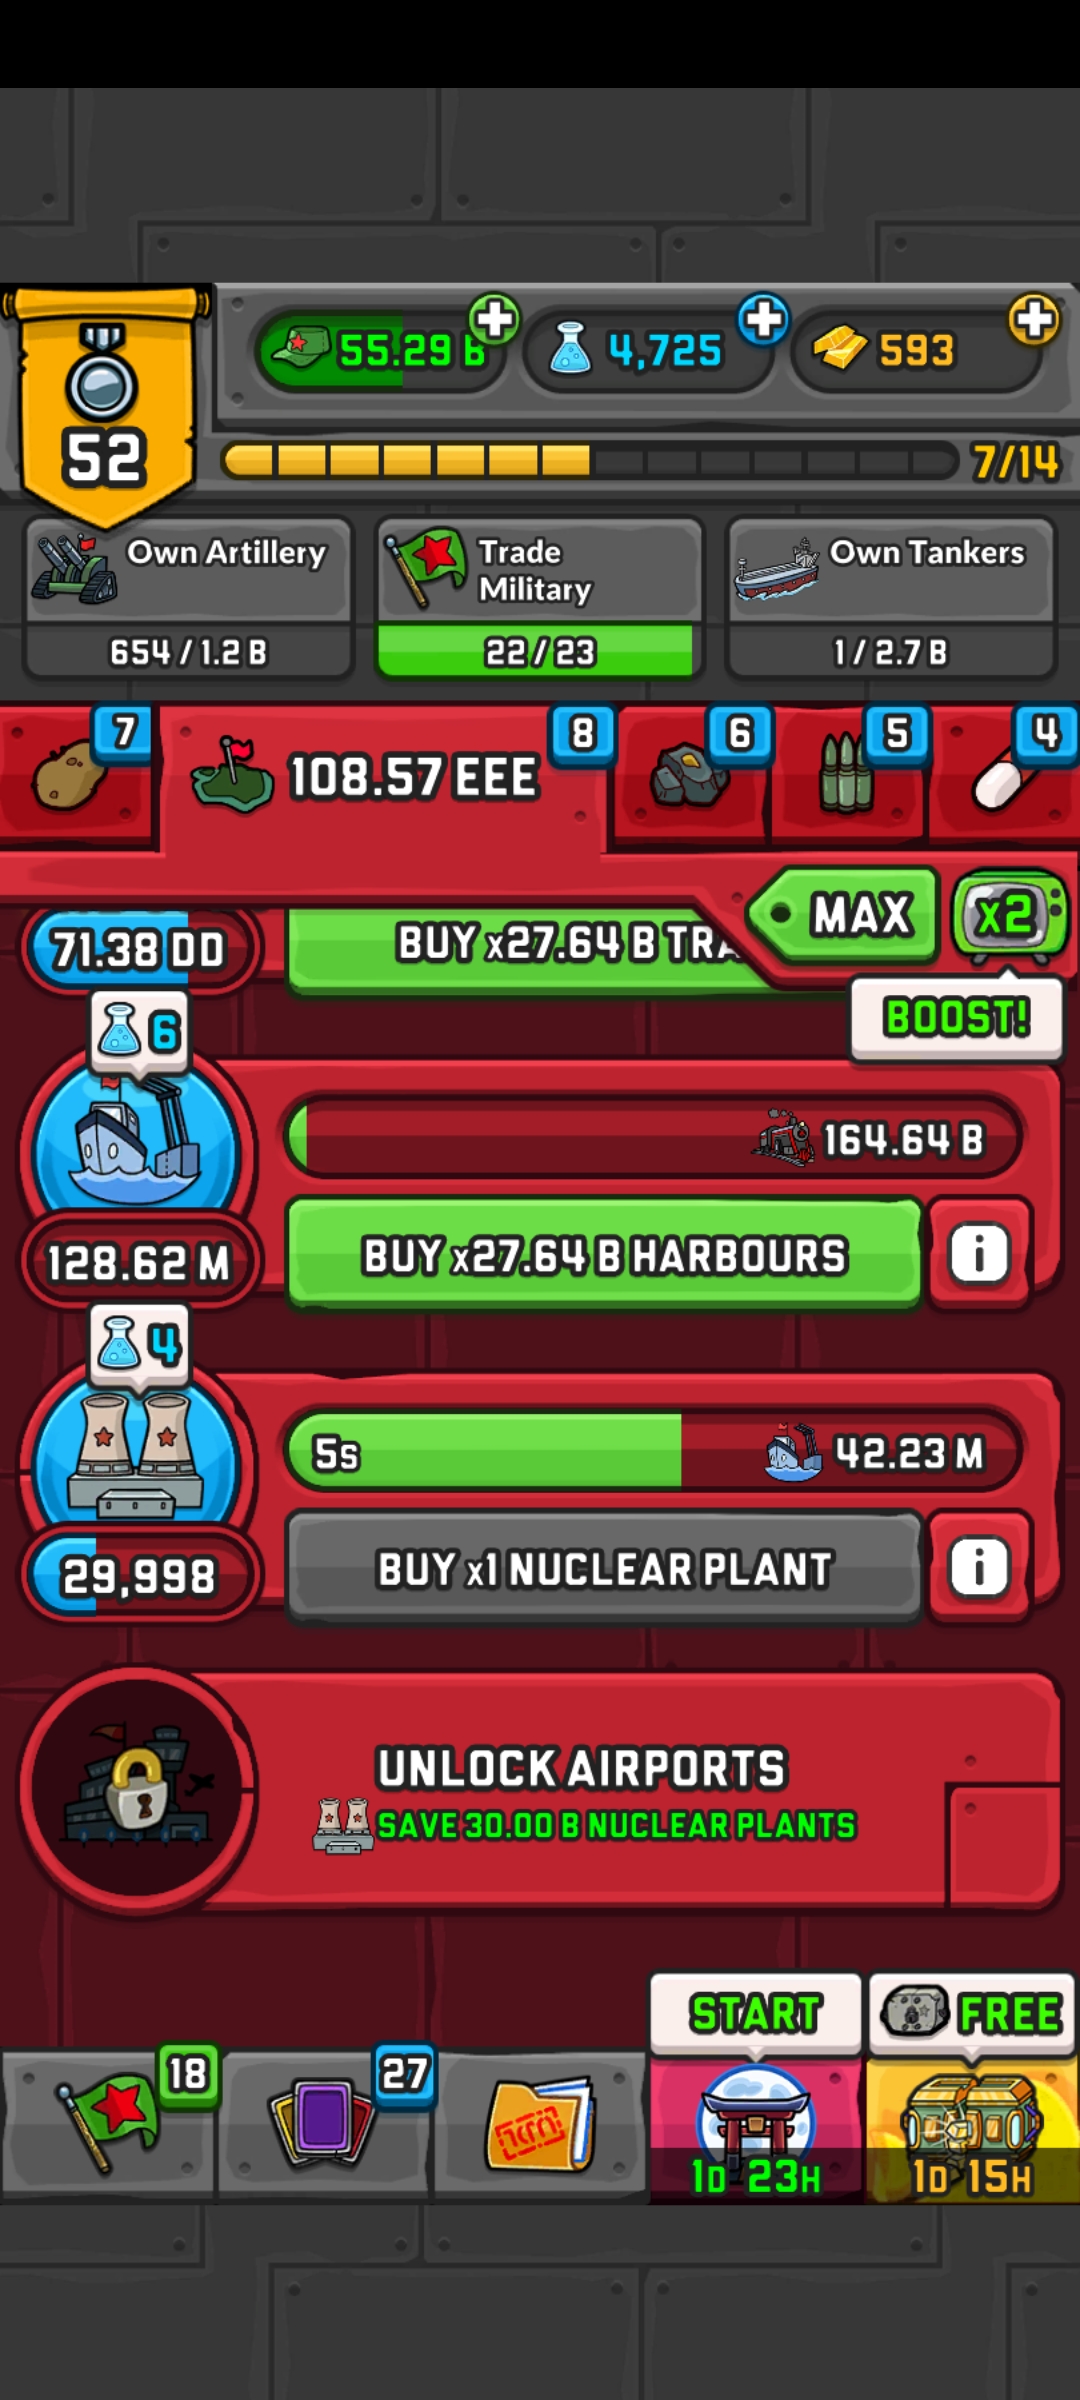 55.29 B
4,725
593
52
7/14
Own Artillery
654 / 1.2 B
Trade
Military
22 / 23
Own Tankers
1 / 2.7 B
7
108.57 EEE
8
6
5
4
71.38 DD
BUY x27.64 B TRA
MAX
x2
BOOST!
6
164.64 B
128.62 M
BUY x27.64 B HARBOURS
i
4
5s
42.23 M
29,998
BUY x1 NUCLEAR PLANT
i
UNLOCK AIRPORTS
SAVE 30.00 B NUCLEAR PLANTS
START
FREE
18
27
1D 23H
1D 15H